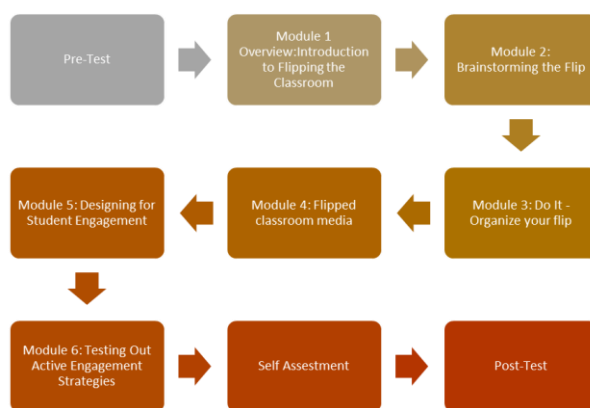 Pre-Test
Module 1
Overview:Introduction
to Flipping the
Classroom
Module 2:
Brainstorming the Flip
Module 3: Do It -
Organize your flip
Module 4: Flipped
classroom media
Module 5: Designing for
Student Engagement
Module 6: Testing Out
Active Engagement
Strategies
Self Assestment
Post-Test